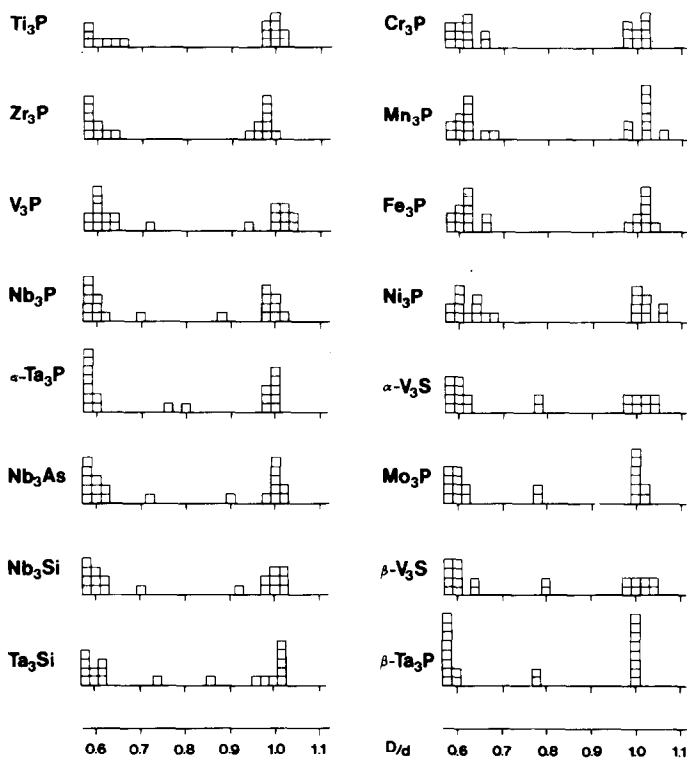 Ti₃P
Zr₃P
V₃P
Nb₃P
α-Ta₃P
Nb₃As
Nb₃Si
Ta₃Si
0.6 0.7 0.8 0.9 1.0 1.1
Cr₃P
Mn₃P
Fe₃P
Ni₃P
α-V₃S
Mo₃P
β-V₃S
β-Ta₃P
D/d 0.6 0.7 0.8 0.9 1.0 1.1